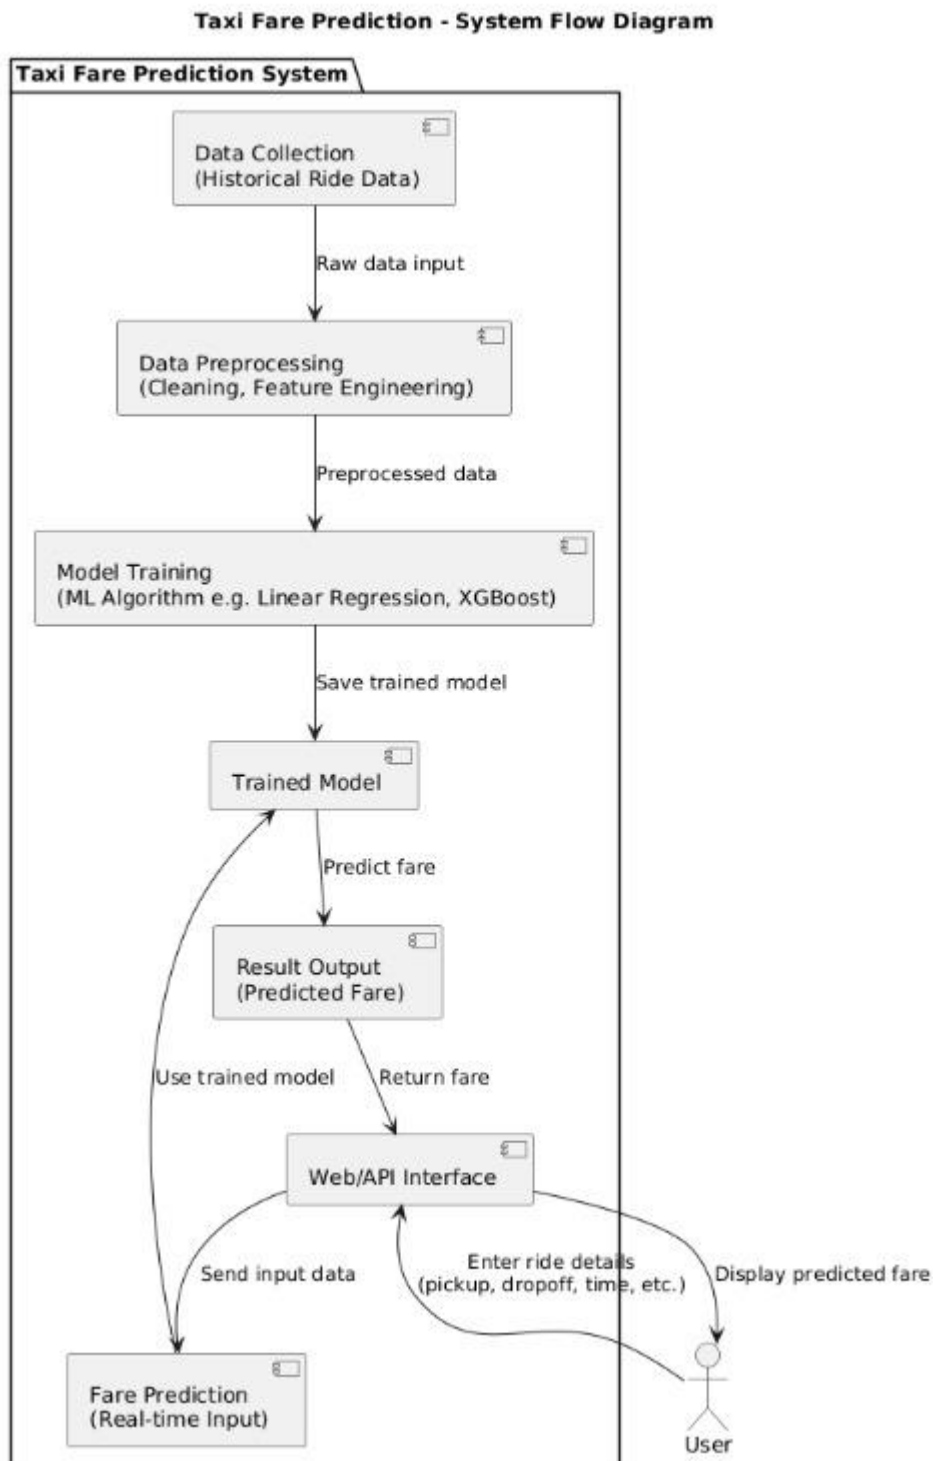 Taxi Fare Prediction - System Flow Diagram
Taxi Fare Prediction System
Data Collection
(Historical Ride Data)
Raw data input
Data Preprocessing
(Cleaning, Feature Engineering)
Preprocessed data
Model Training
(ML Algorithm e.g. Linear Regression, XGBoost)
Save trained model
Trained Model
Predict fare
Result Output
(Predicted Fare)
Use trained model
Return fare
Web/API Interface
Send input data
Enter ride details
(pickup, dropoff, time, etc.)
Display predicted fare
Fare Prediction
(Real-time Input)
User